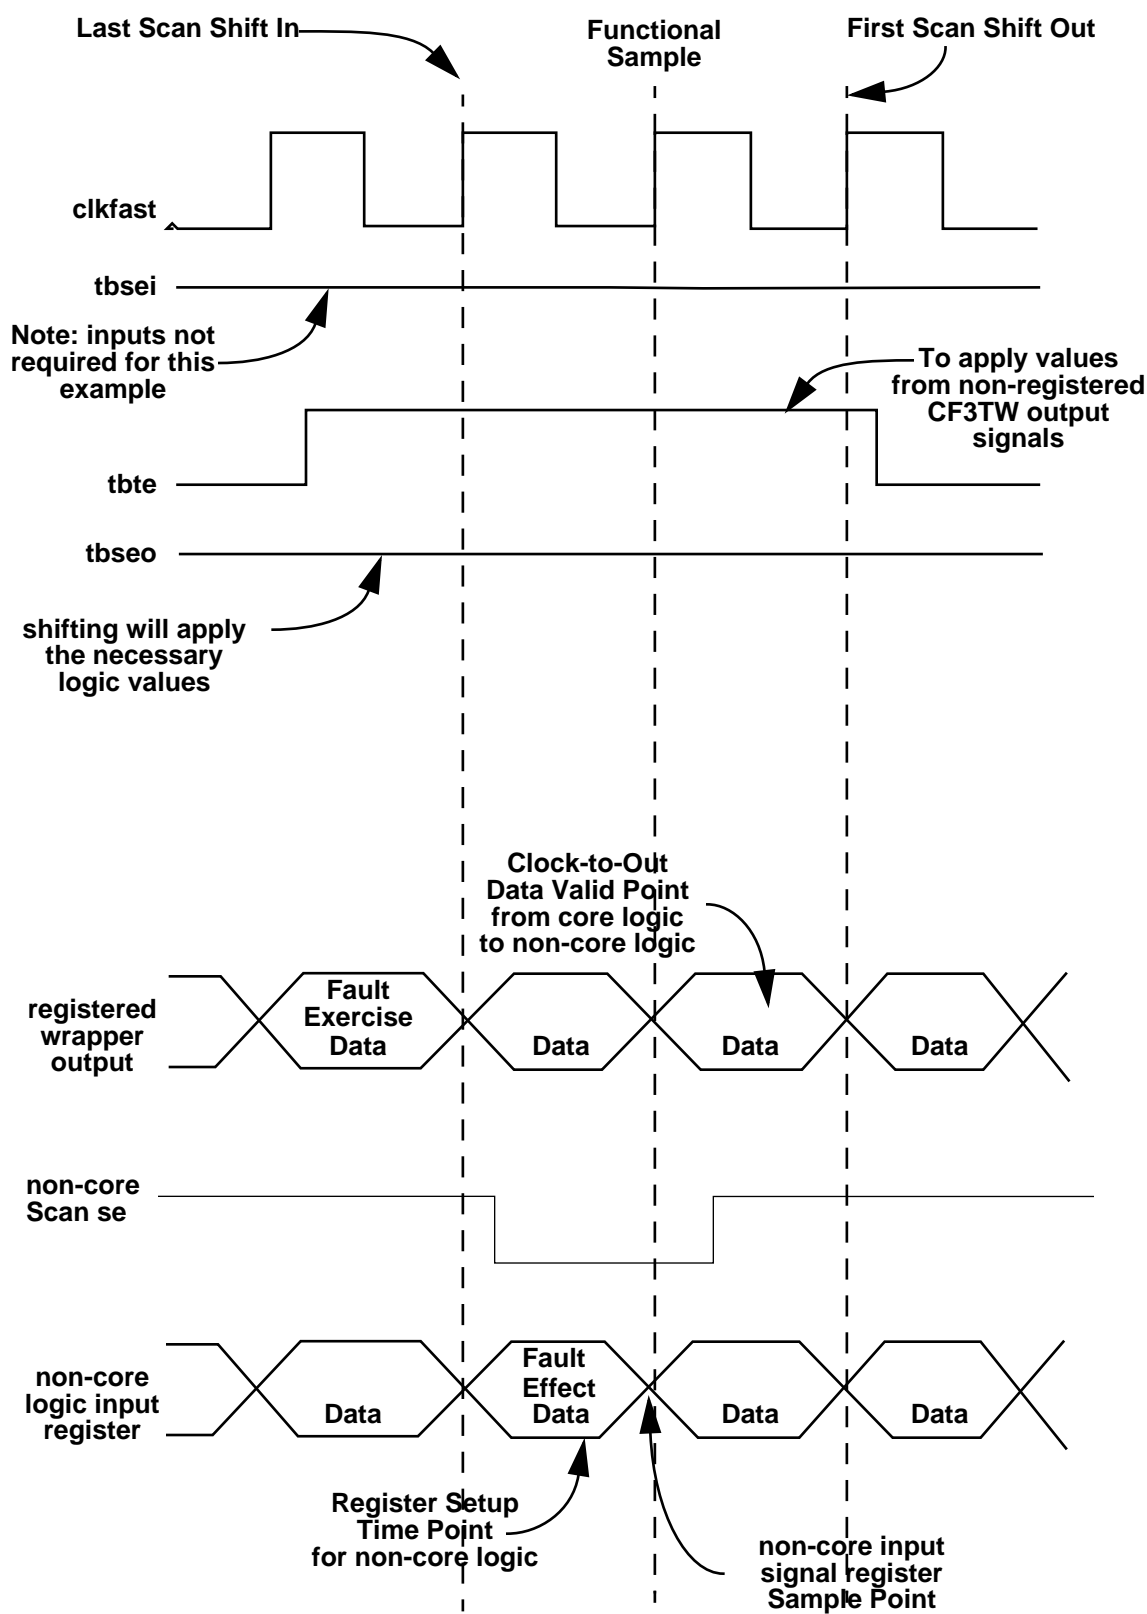 Last Scan Shift In
Functional
Sample
First Scan Shift Out
clkfast
tbsei
Note: inputs not
required for this
example
To apply values
from non-registered
CF3TW output
signals
tbte
tbseo
shifting will apply
the necessary
logic values
Clock-to-Out
Data Valid Point
from core logic
to non-core logic
registered
wrapper
output
Fault
Exercise
Data
Data
Data
Data
non-core
Scan se
non-core
logic input
register
Data
Fault
Effect
Data
Data
Data
Register Setup
Time Point
for non-core logic
non-core input
signal register
Sample Point